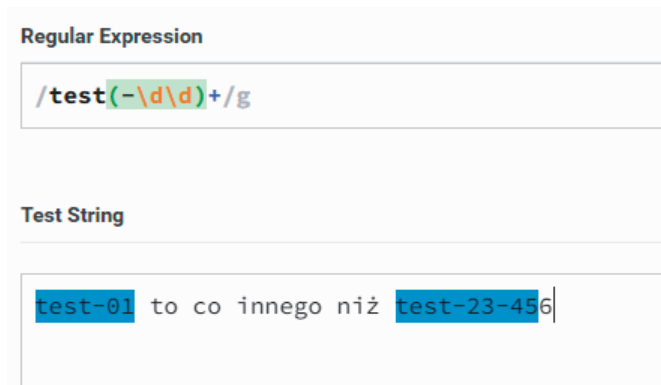 Regular Expression
/test(-\d\d)+/g
Test String
test-01 to co innego niż test-23-456